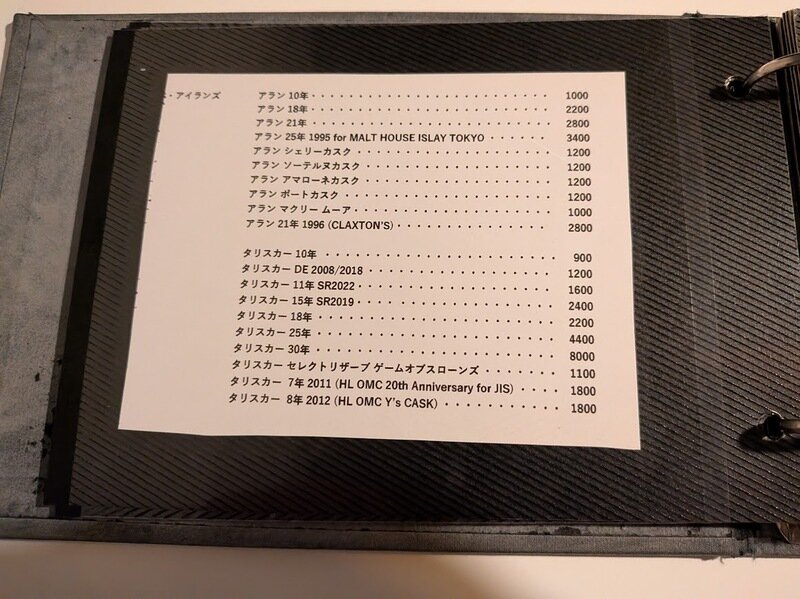 ・アイランズ
アラン 10年・・・・・・・・・・・・・・・・・・・・・・・・・・ 1000
アラン 18年・・・・・・・・・・・・・・・・・・・・・・・・・・ 2200
アラン 21年・・・・・・・・・・・・・・・・・・・・・・・・・・ 2800
アラン 25年 1995 for MALT HOUSE ISLAY TOKYO ・・・・・・ 3400
アラン シェリーカスク・・・・・・・・・・・・・・・・・・・・・ 1200
アラン ソーテルヌカスク・・・・・・・・・・・・・・・・・・・・ 1200
アラン アマローネカスク・・・・・・・・・・・・・・・・・・・・ 1200
アラン ポートカスク・・・・・・・・・・・・・・・・・・・・・・ 1200
アラン マクリー ムーア・・・・・・・・・・・・・・・・・・・・・ 1000
アラン 21年 1996 (CLAXTON'S)・・・・・・・・・・・・・・・・ 2800
タリスカー 10年 ・・・・・・・・・・・・・・・・・・・・・・・・ 900
タリスカー DE 2008/2018・・・・・・・・・・・・・・・・・・・ 1200
タリスカー 11年 SR2022・・・・・・・・・・・・・・・・・・・・ 1600
タリスカー 15年 SR2019・・・・・・・・・・・・・・・・・・・・ 2400
タリスカー 18年 ・・・・・・・・・・・・・・・・・・・・・・・・ 2200
タリスカー 25年 ・・・・・・・・・・・・・・・・・・・・・・・・ 4400
タリスカー 30年 ・・・・・・・・・・・・・・・・・・・・・・・・ 8000
タリスカー セレクトリザーブ ゲームオブスローンズ ・・・・・・・ 1100
タリスカー 7年 2011 (HL OMC 20th Anniversary for JIS)・・・・ 1800
タリスカー 8年 2012 (HL OMC Y's CASK) ・・・・・・・・・・・ 1800